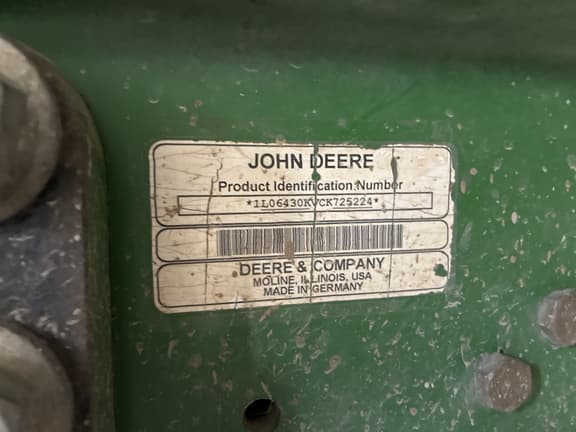 JOHN DEERE
Product Identification Number
*1L06430KVCK725224*
DEERE & COMPANY
MOLINE, ILLINOIS, USA
MADE IN GERMANY